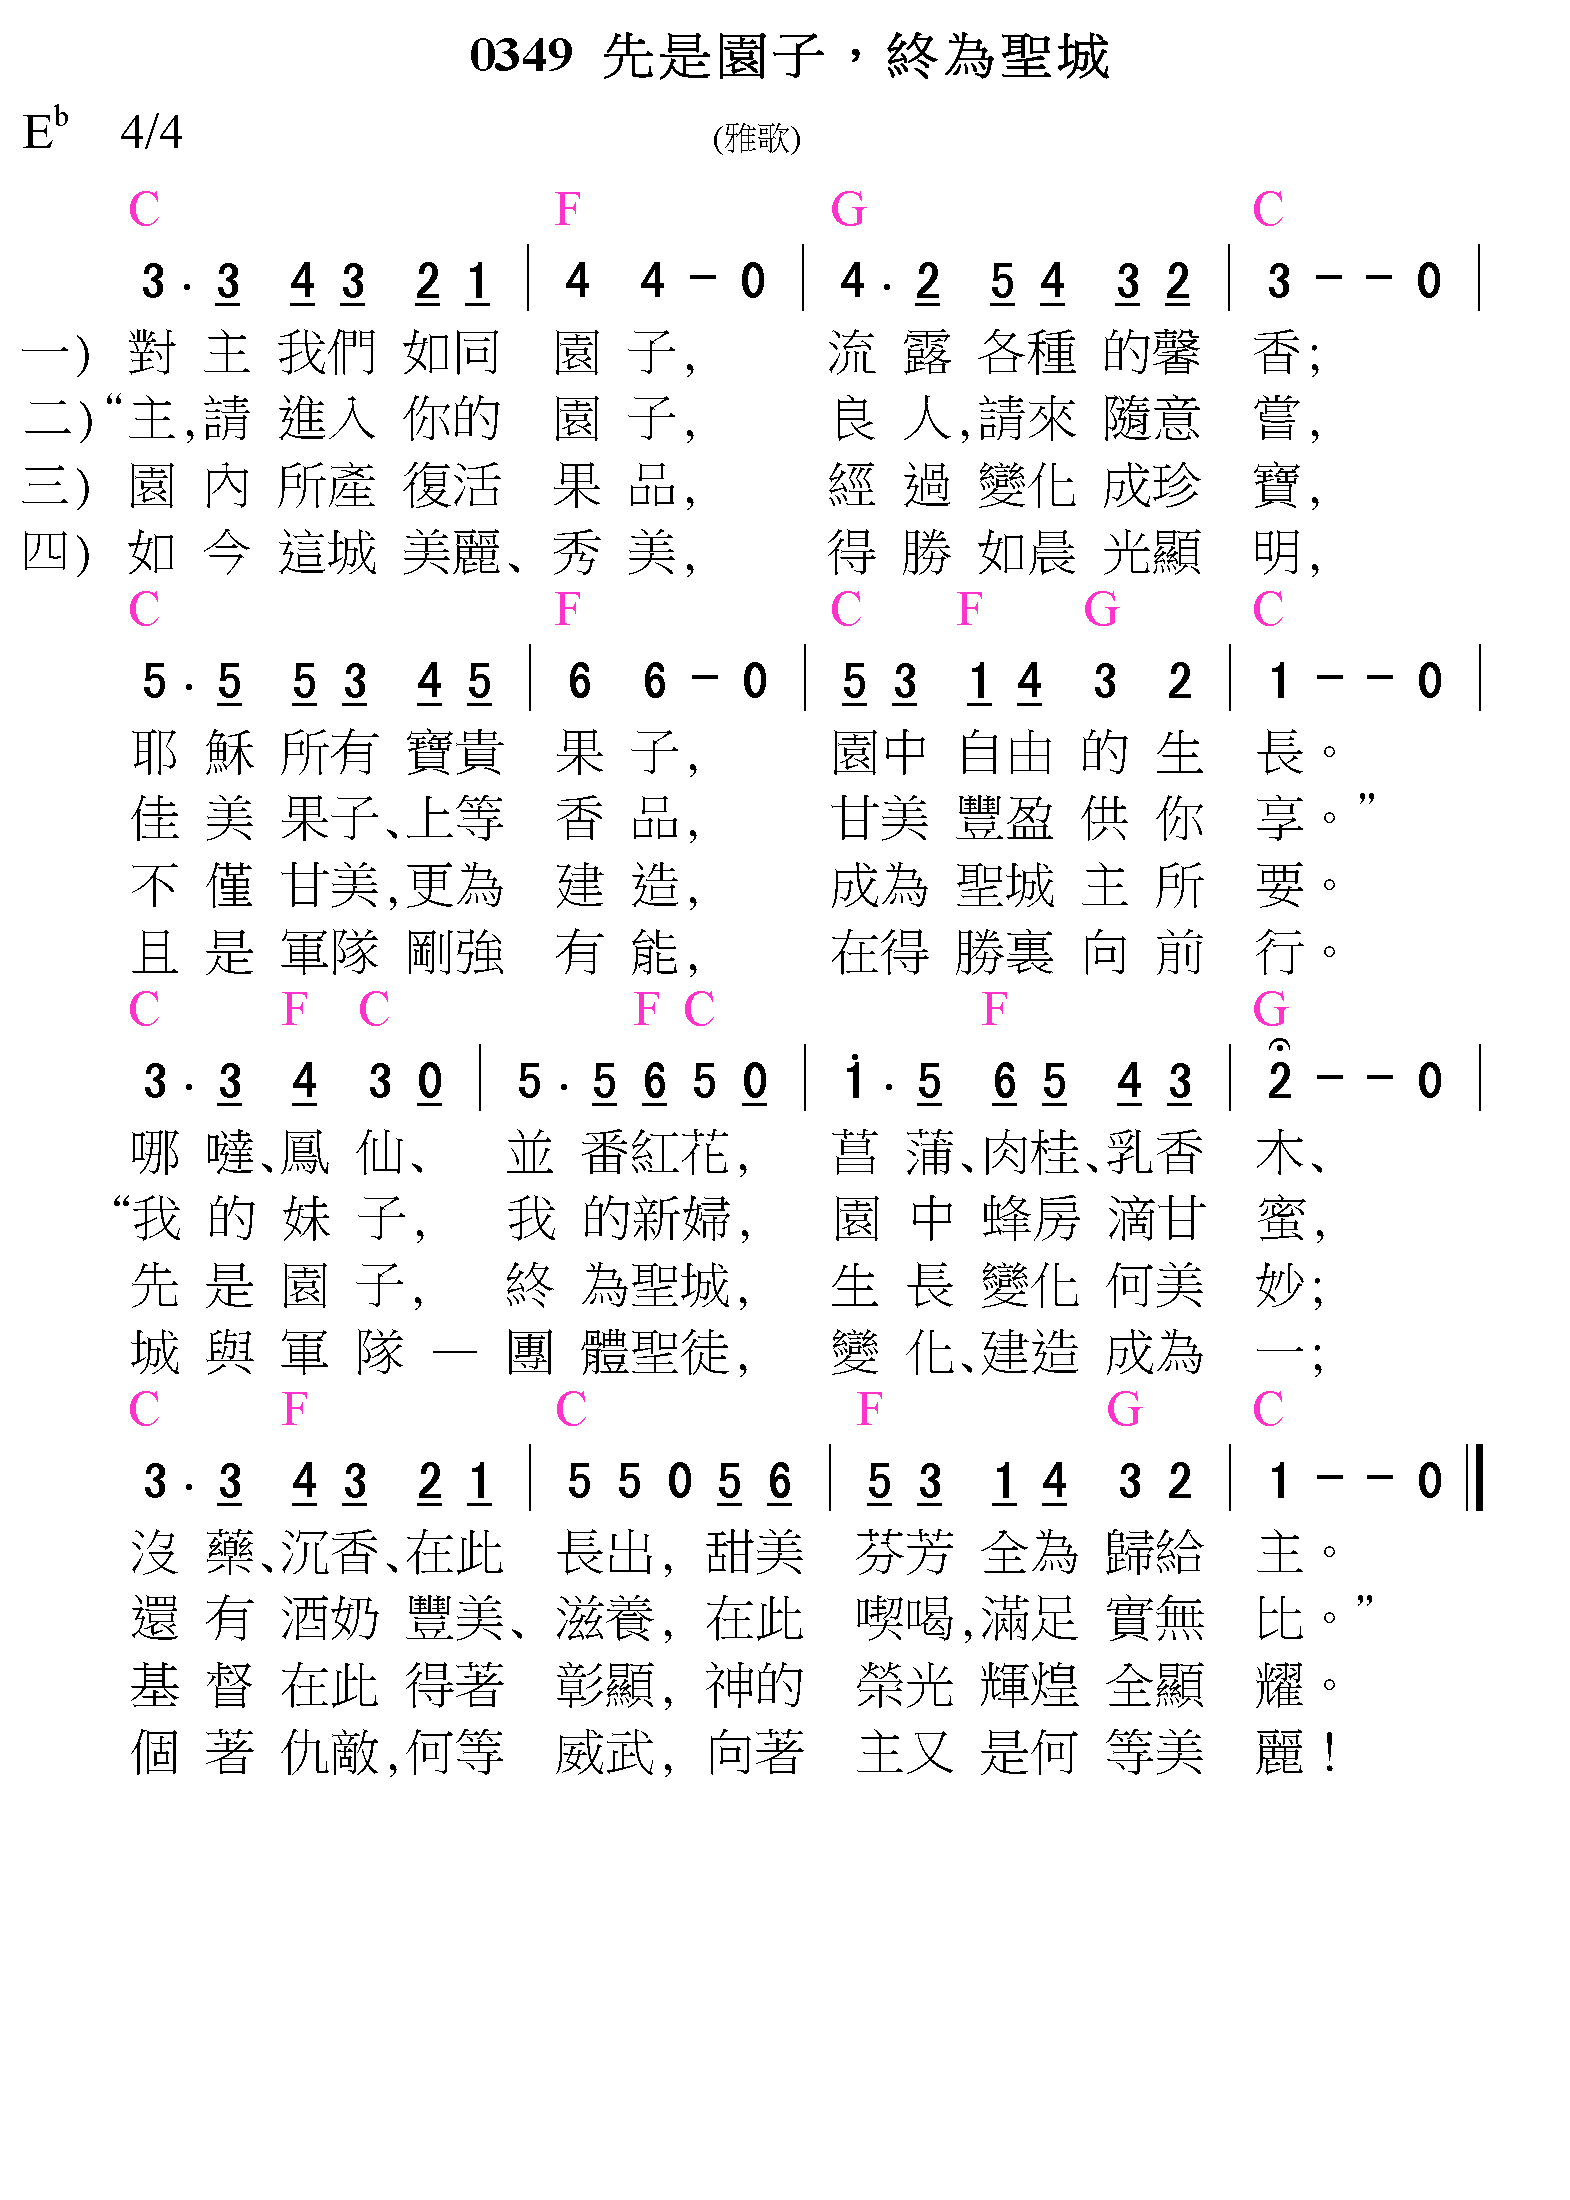 0349 先是園子，終為聖城
E♭ 4/4 (雅歌)
C F G C
3 . 3 4 3 2 1 | 4 4 - 0 | 4 . 2 5 4 3 2 | 3 - - 0 |
一) 對主我們如同園子, 流露各種的馨香;
二)“主,請進入你的園子, 良人,請來隨意嘗,
三) 園內所產復活果品, 經過變化成珍寶,
四) 如今這城美麗、秀美, 得勝如晨光顯明,
C F C F G C
5 . 5 5 3 4 5 | 6 6 - 0 | 5 3 1 4 3 2 | 1 - - 0 |
耶穌所有寶貴果子, 園中自由的生長。
佳美果子、上等香品, 甘美豐盈供你享。”
不僅甘美,更為建造, 成為聖城主所要。
且是軍隊剛強有能, 在得勝裏向前行。
C F C F C F G
3 . 3 4 3 0 | 5 . 5 6 5 0 | i . 5 6 5 4 3 | 2 - - 0 |
哪噠、鳳仙、並番紅花, 菖蒲、肉桂、乳香木、
“我的妹子, 我的新婦, 園中蜂房滴甘蜜,
先是園子, 終為聖城, 生長變化何美妙;
城與軍隊—團體聖徒, 變化、建造成為一;
C F C F G C
3 . 3 4 3 2 1 | 5 5 0 5 6 | 5 3 1 4 3 2 | 1 - - 0 ||
沒藥、沉香、在此長出, 甜美芬芳全為歸給主。
還有酒奶豐美、滋養, 在此喫喝,滿足實無比。”
基督在此得著彰顯, 神的榮光輝煌全顯耀。
個著仇敵,何等威武, 向著主又是何等美麗!